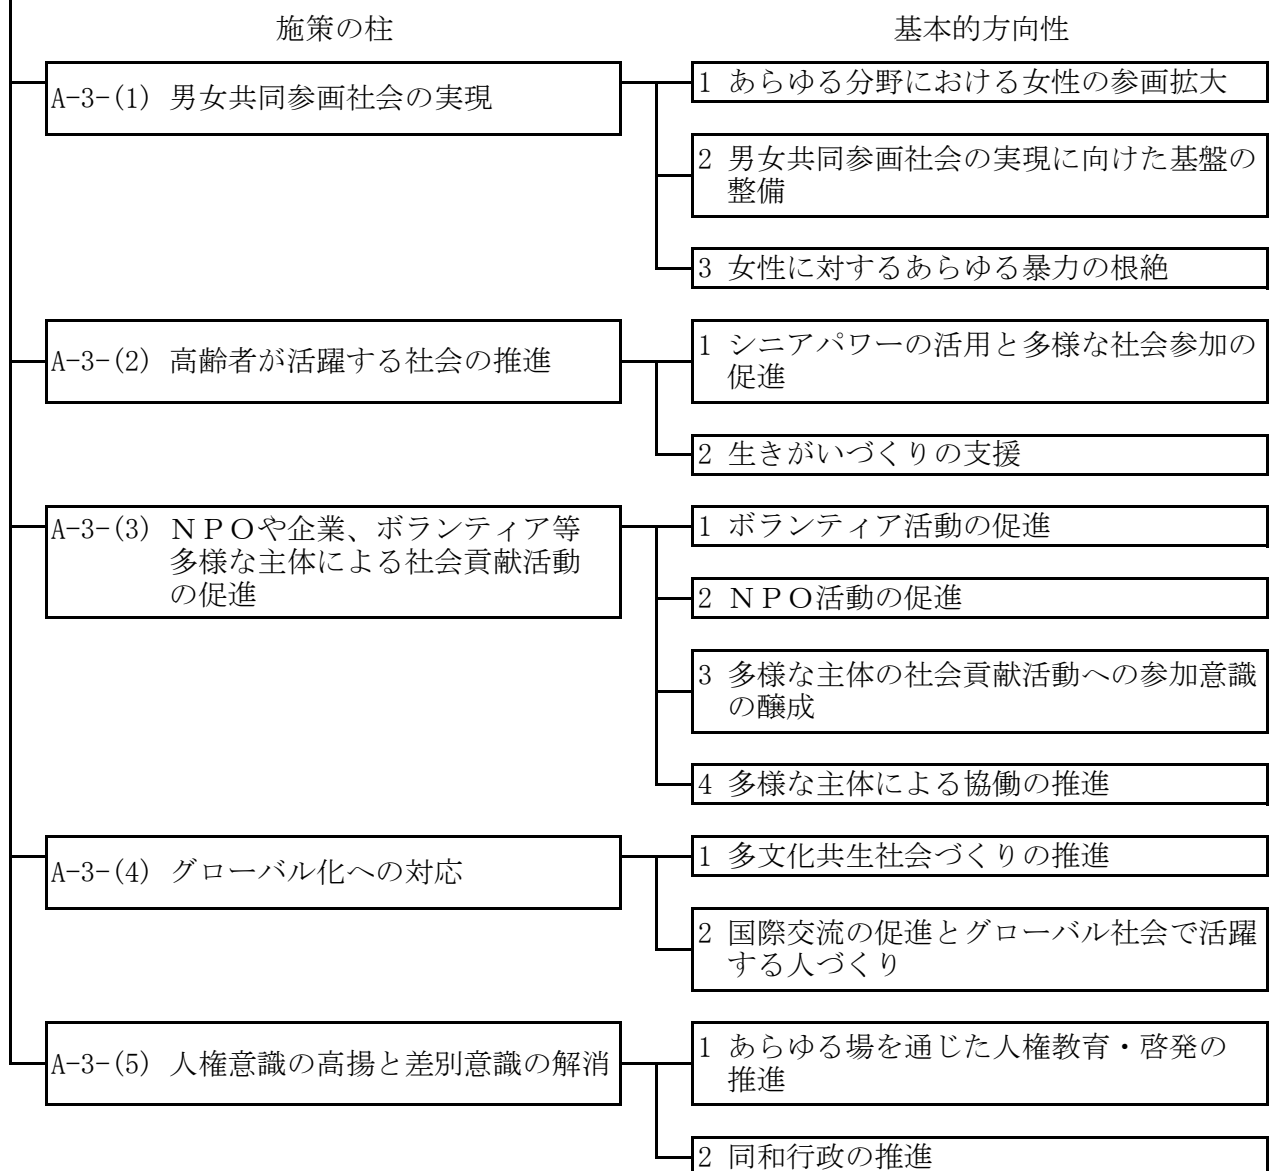 施策の柱
基本的方向性
A-3-(1) 男女共同参画社会の実現
1 あらゆる分野における女性の参画拡大
2 男女共同参画社会の実現に向けた基盤の
整備
3 女性に対するあらゆる暴力の根絶
A-3-(2) 高齢者が活躍する社会の推進
1 シニアパワーの活用と多様な社会参加の
促進
2 生きがいづくりの支援
A-3-(3) ＮＰＯや企業、ボランティア等
多様な主体による社会貢献活動
の促進
1 ボランティア活動の促進
2 ＮＰＯ活動の促進
3 多様な主体の社会貢献活動への参加意識
の醸成
4 多様な主体による協働の推進
A-3-(4) グローバル化への対応
1 多文化共生社会づくりの推進
2 国際交流の促進とグローバル社会で活躍
する人づくり
A-3-(5) 人権意識の高揚と差別意識の解消
1 あらゆる場を通じた人権教育・啓発の
推進
2 同和行政の推進